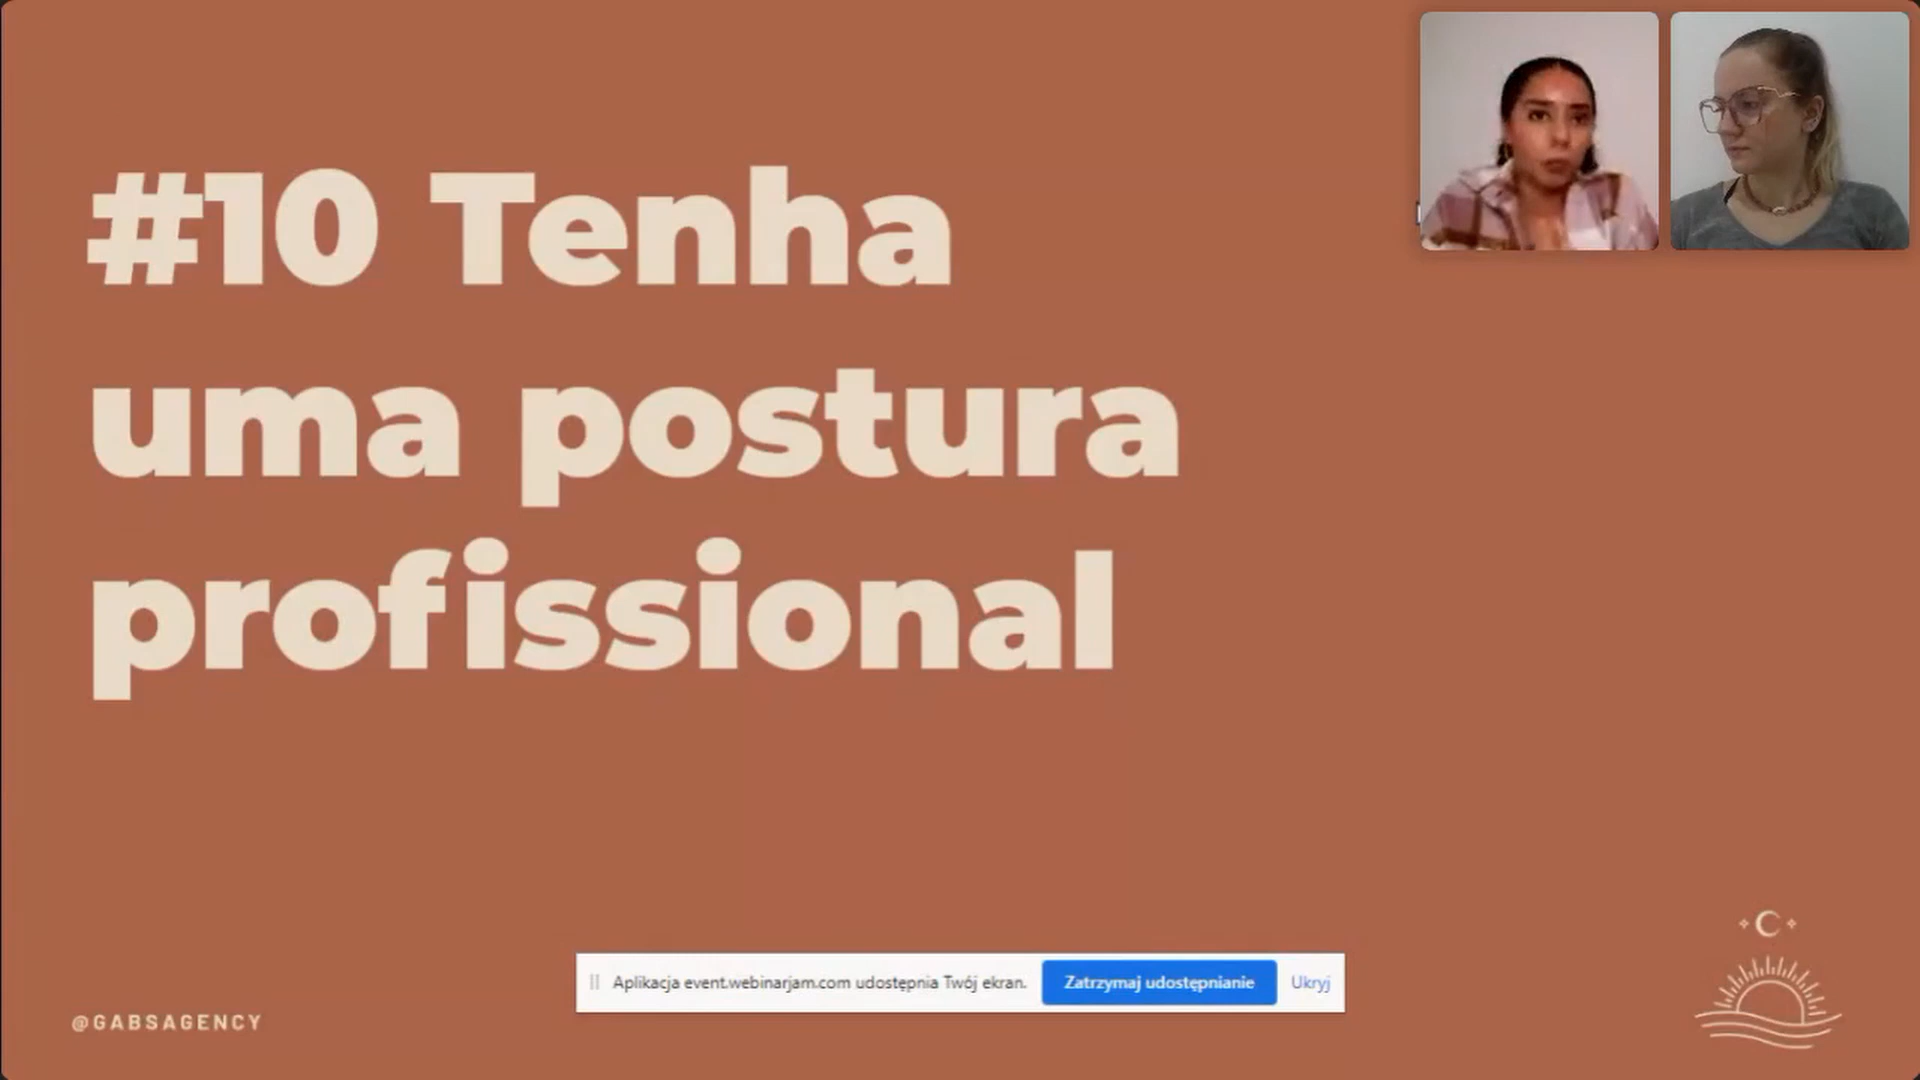 #10 Tenha
uma postura
profissional
Aplikacja event.webinarjam.com udostępnia Twój ekran.
Zatrzymaj udostępnianie
Ukryj
@GABSAGENCY